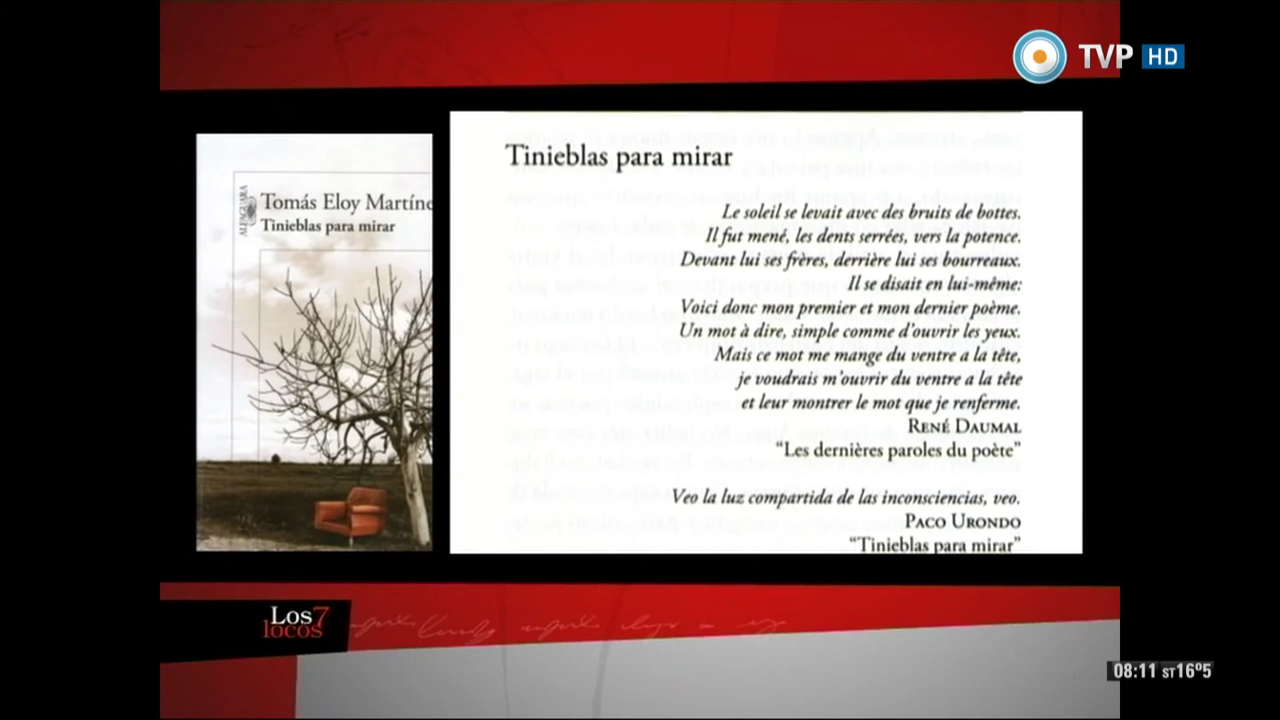 TVP HD
ALFAGUARA
Tomás Eloy Martíne
Tinieblas para mirar
Tinieblas para mirar
Le soleil se levait avec des bruits de bottes.
Il fut mené, les dents serrées, vers la potence.
Devant lui ses frères, derrière lui ses bourreaux.
Il se disait en lui-même:
Voici donc mon premier et mon dernier poème.
Un mot à dire, simple comme d'ouvrir les yeux.
Mais ce mot me mange du ventre a la tête,
je voudrais m'ouvrir du ventre a la tête
et leur montrer le mot que je renferme.
RENÉ DAUMAL
“Les dernières paroles du poète”
Veo la luz compartida de las inconsciencias, veo.
PACO URONDO
“Tinieblas para mirar”
Los 7
locos
08:11 ST16º5